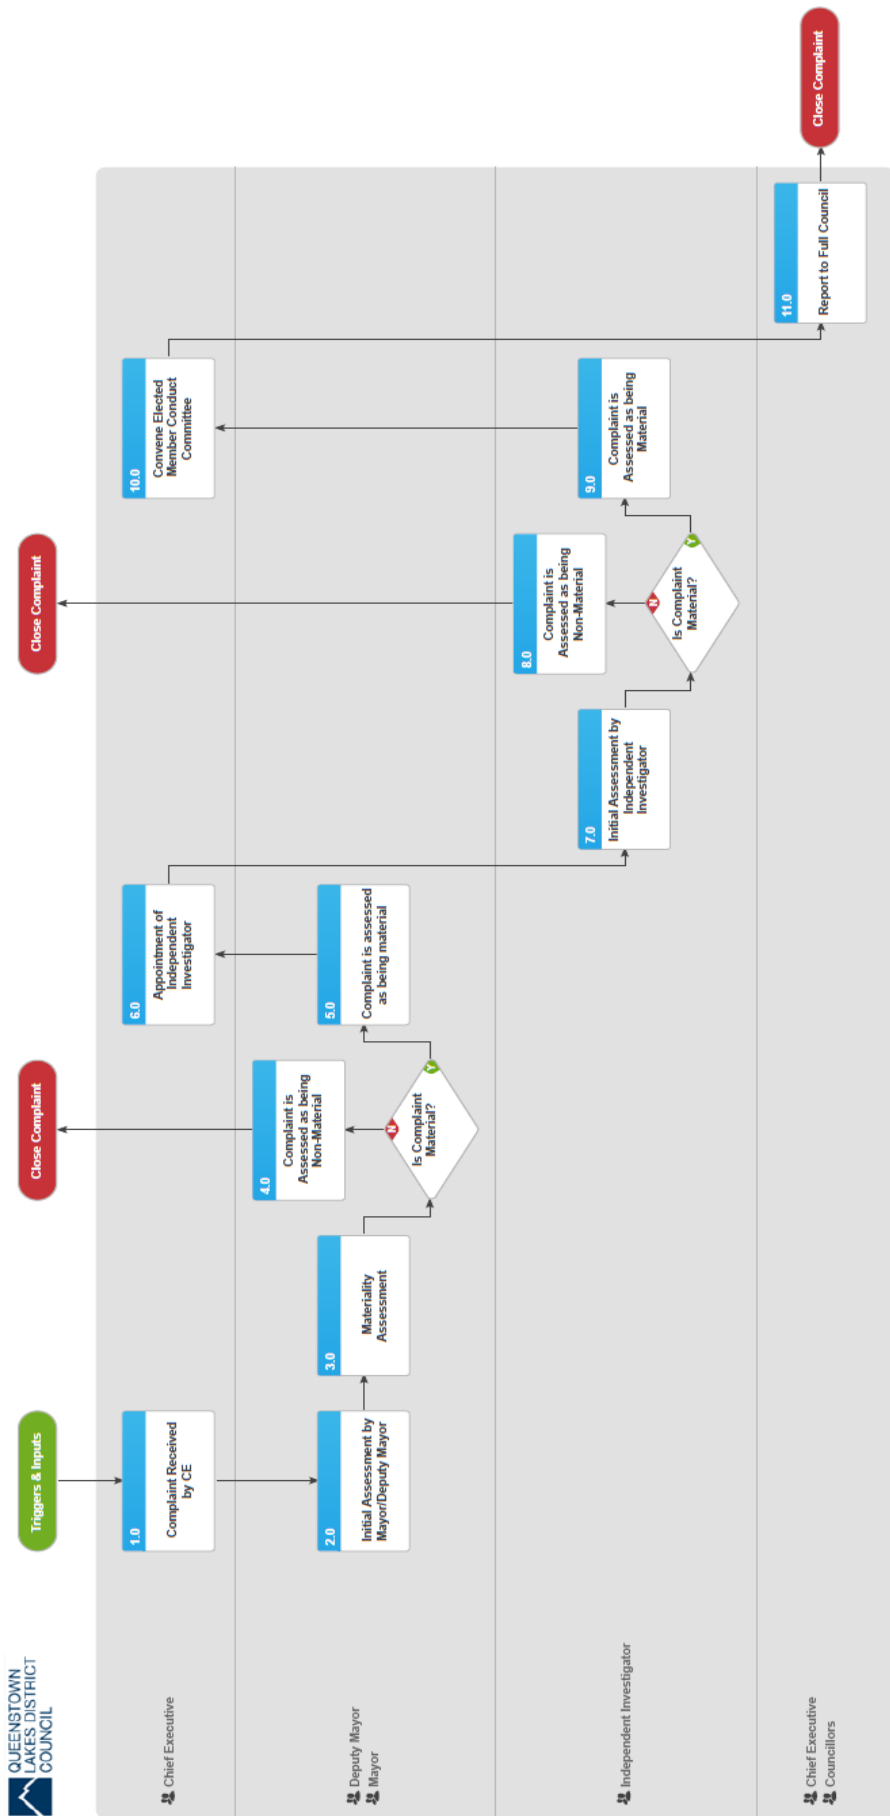 QUEENSTOWN
LAKES DISTRICT
COUNCIL
Triggers & Inputs
Close Complaint
Close Complaint
Chief Executive
1.0
Complaint Received
by CE
6.0
Appointment of
Independent
Investigator
10.0
Convene Elected
Member Conduct
Committee
Deputy Mayor
Mayor
2.0
Initial Assessment by
Mayor/Deputy Mayor
3.0
Materiality
Assessment
4.0
Complaint is
Assessed as being
Non-Material
Is Complaint
Material?
N
Y
5.0
Complaint is assessed
as being material
Independent Investigator
7.0
Initial Assessment by
Independent
Investigator
8.0
Complaint is
Assessed as being
Non-Material
Is Complaint
Material?
N
Y
9.0
Complaint is
Assessed as being
Material
Chief Executive
Councillors
11.0
Report to Full Council
Close Complaint